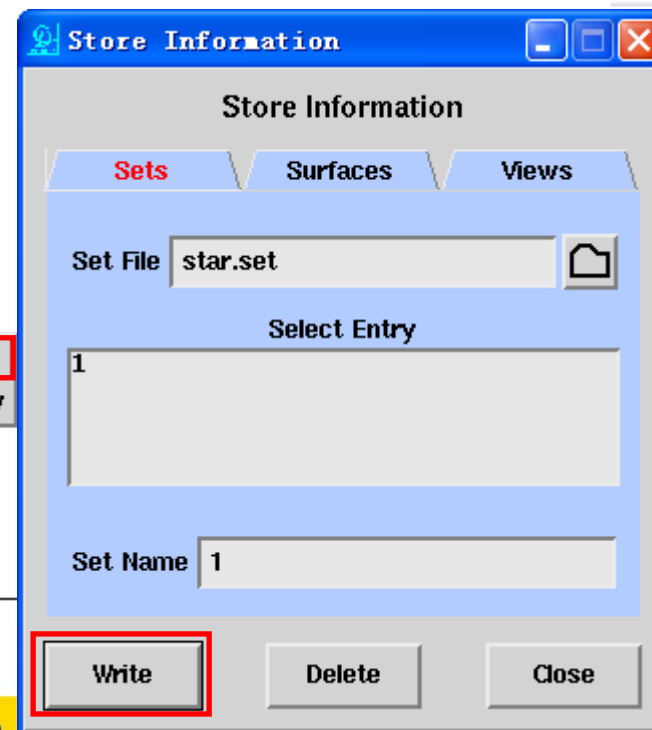 Store Information
Store Information
Sets Surfaces Views
Set File star.set
Select Entry
1
Set Name 1
Write Delete Close